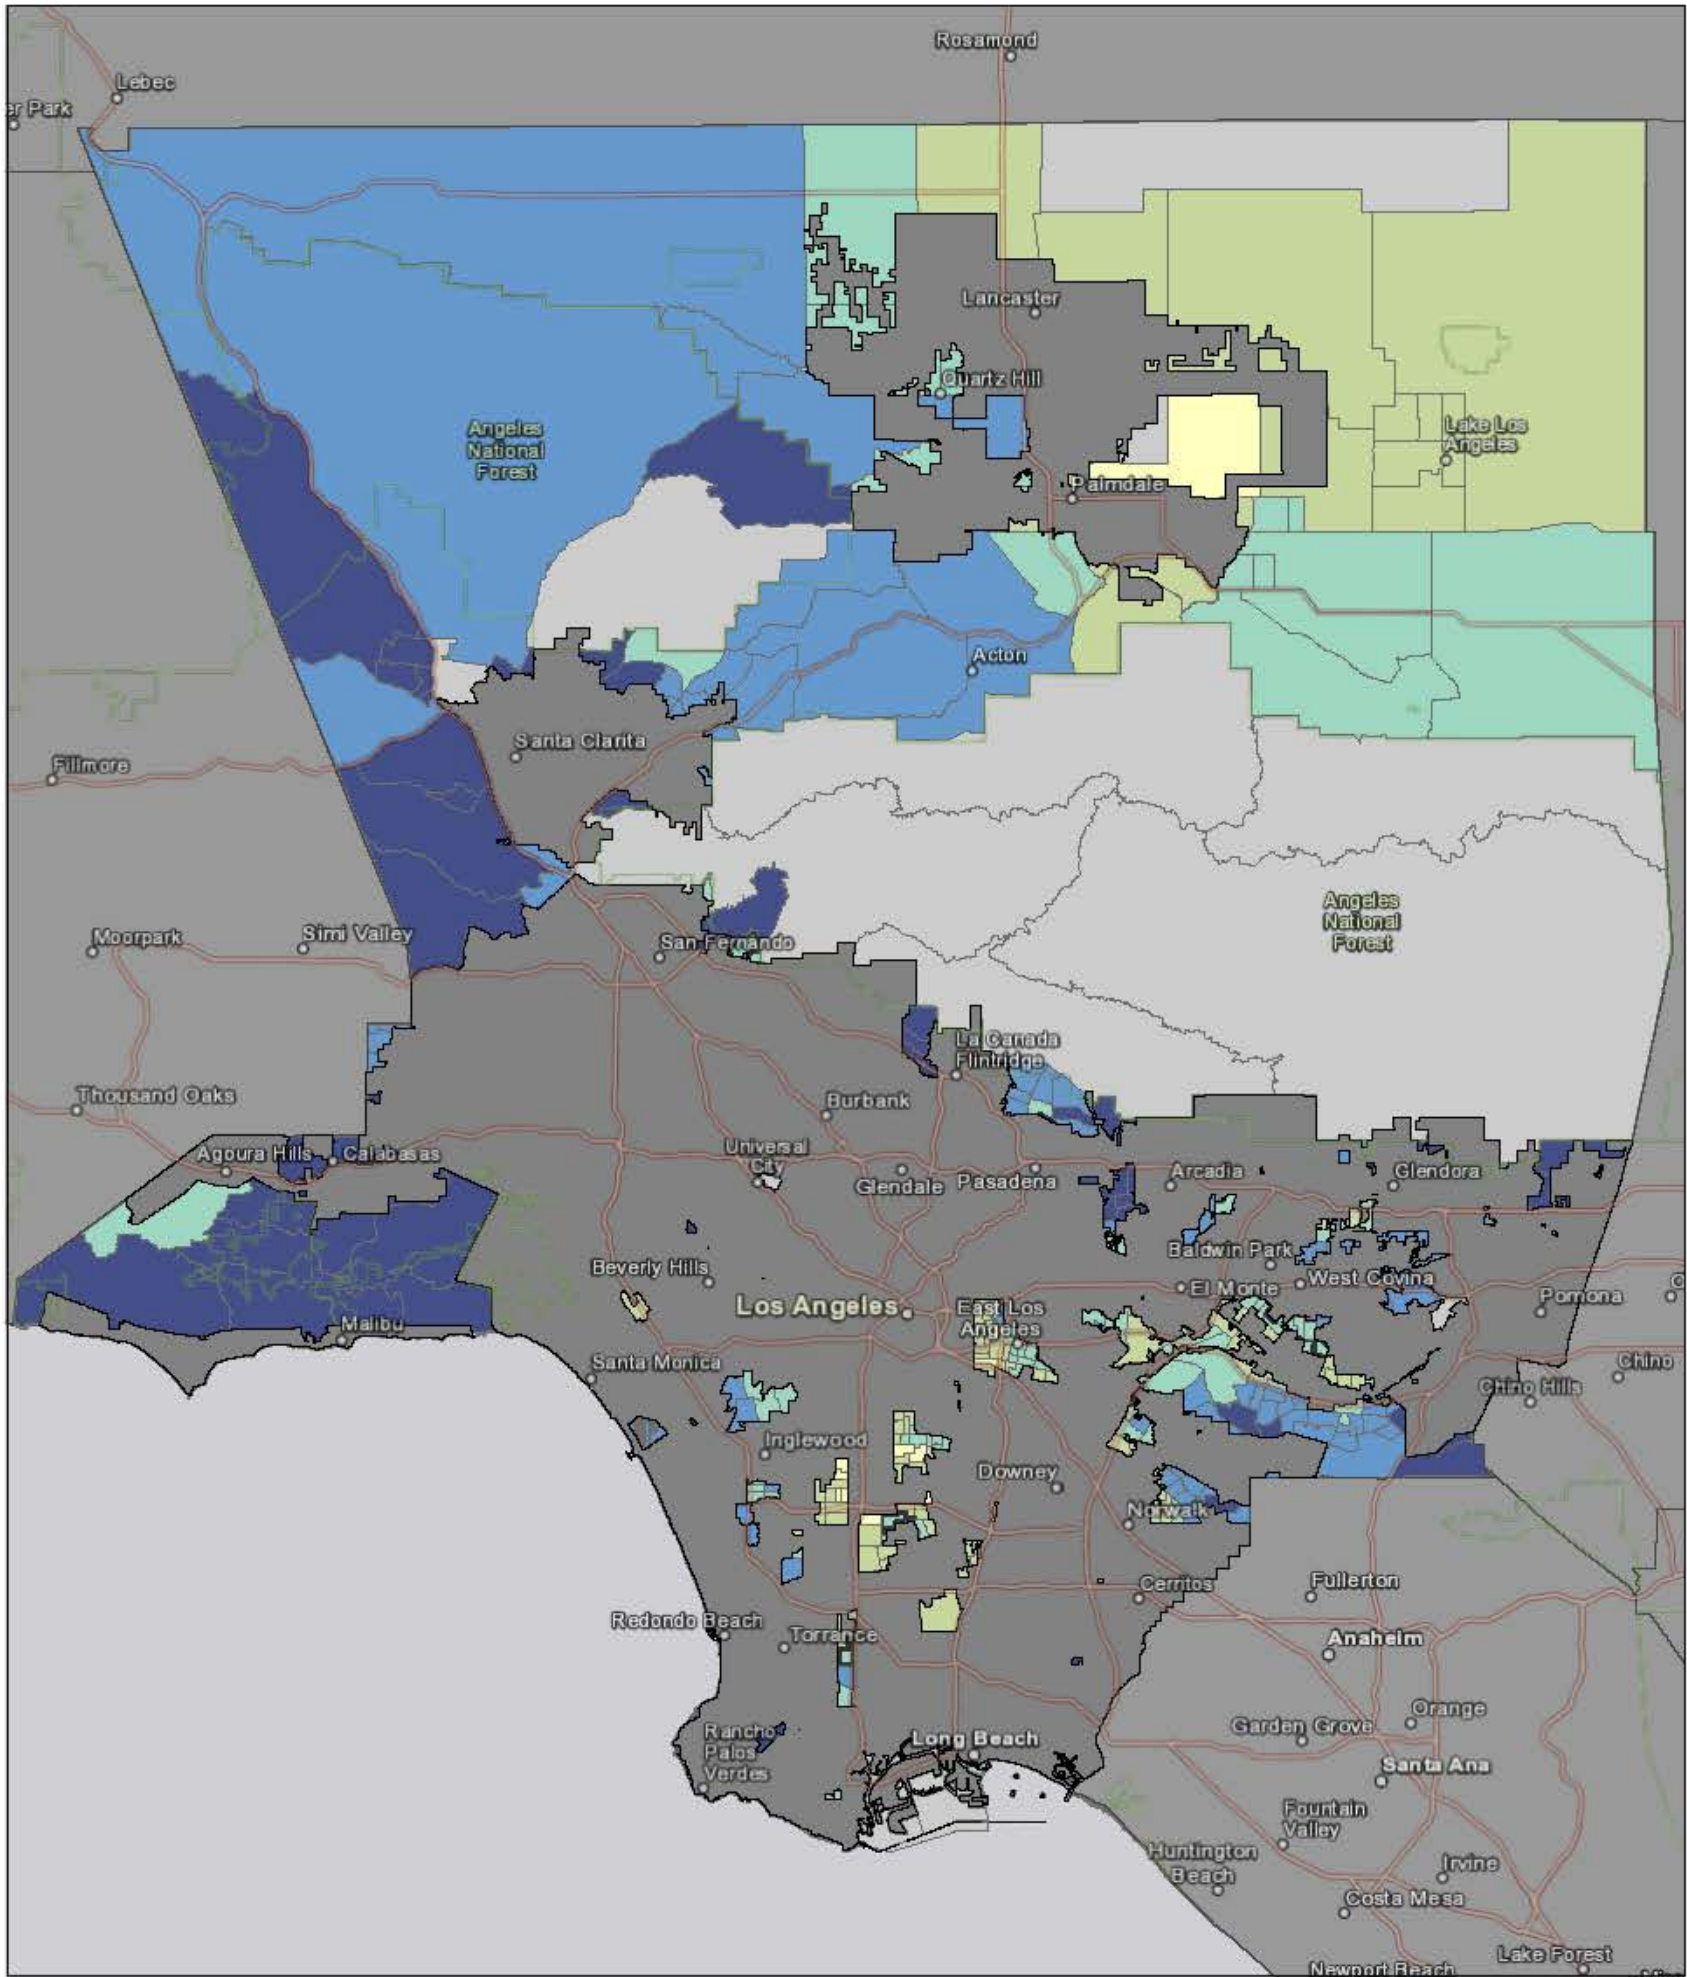 Rosamond
Lebec
er Park
Lancaster
Quartz Hill
Angeles
National
Forest
Lake Los
Angeles
Palmdale
Acton
Santa Clarita
Fillmore
Angeles
National
Forest
Moorpark
Simi Valley
San Fernando
La Canada
Flintridge
Thousand Oaks
Burbank
Universal
City
Agoura Hills
Calabasas
Glendale
Pasadena
Arcadia
Glendora
Baldwin Park
Beverly Hills
El Monte
West Covina
Los Angeles
East Los
Angeles
Pomona
Malibu
Santa Monica
Chino
Chino Hills
Inglewood
Downey
Norwalk
Cerritos
Fullerton
Redondo Beach
Torrance
Anaheim
Rancho
Palos
Verdes
Long Beach
Orange
Garden Grove
Santa Ana
Fountain
Valley
Huntington
Beach
Irvine
Costa Mesa
Lake Forest
Newport Beach